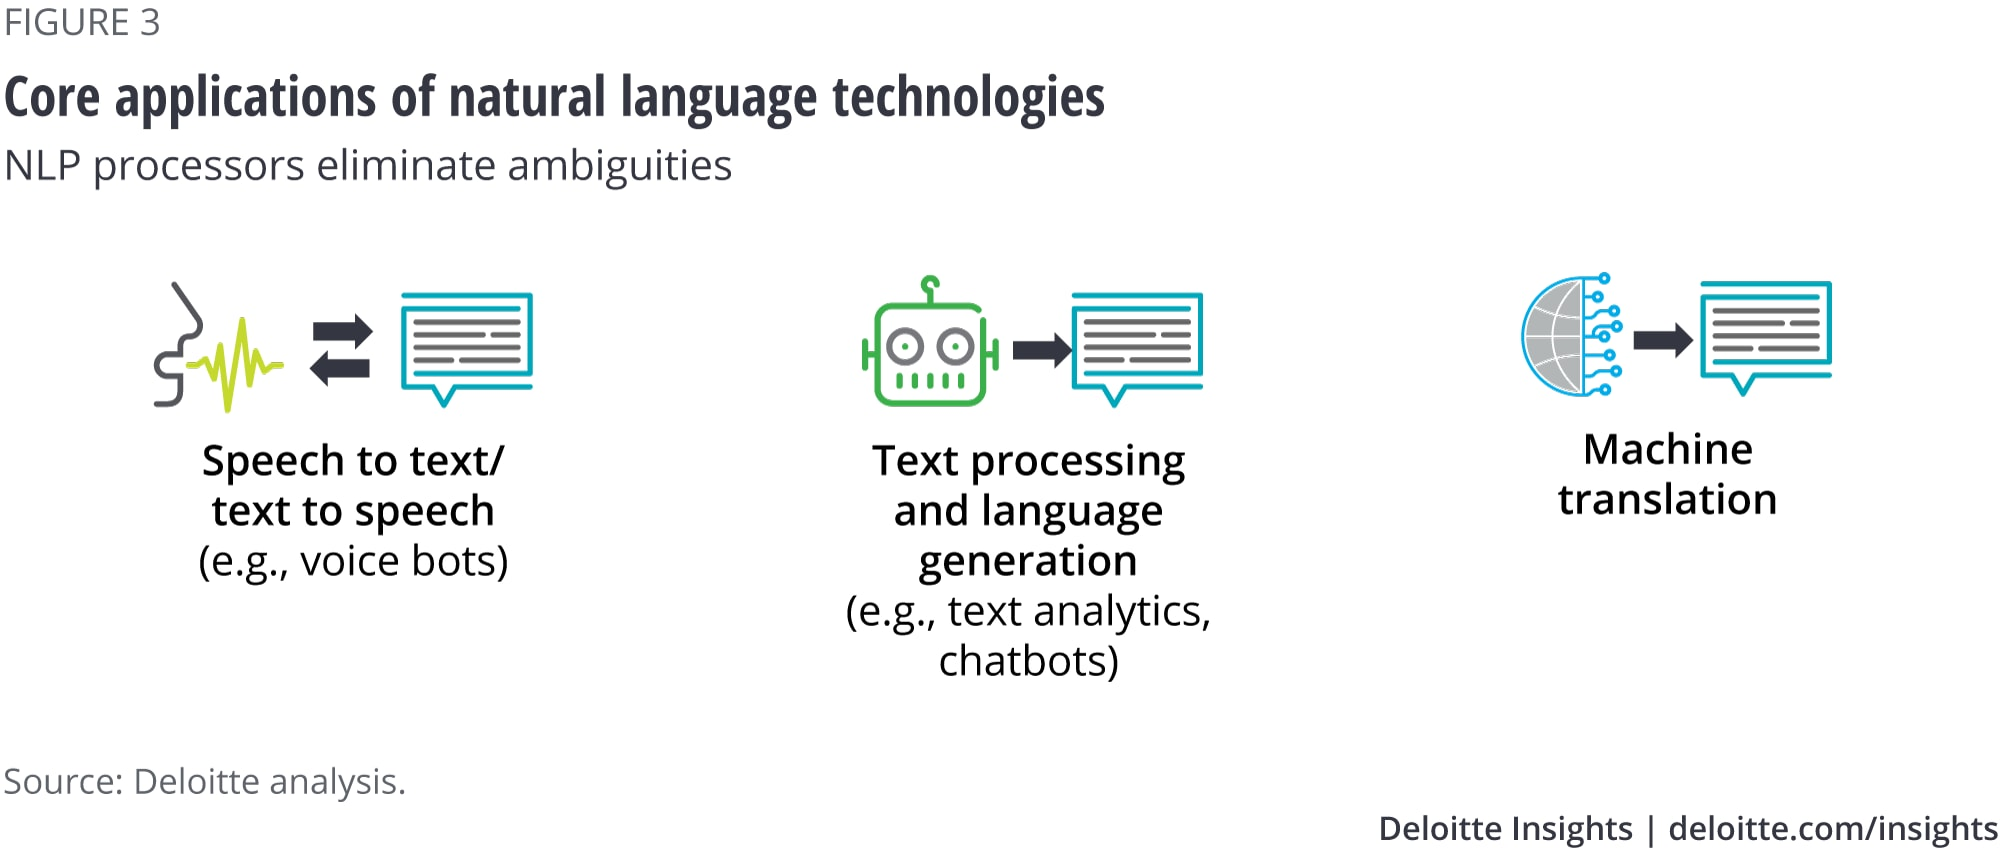 FIGURE 3
Core applications of natural language technologies
NLP processors eliminate ambiguities
Speech to text/
text to speech
(e.g., voice bots)
Text processing
and language
generation
(e.g., text analytics,
chatbots)
Machine
translation
Source: Deloitte analysis.
Deloitte Insights | deloitte.com/insights